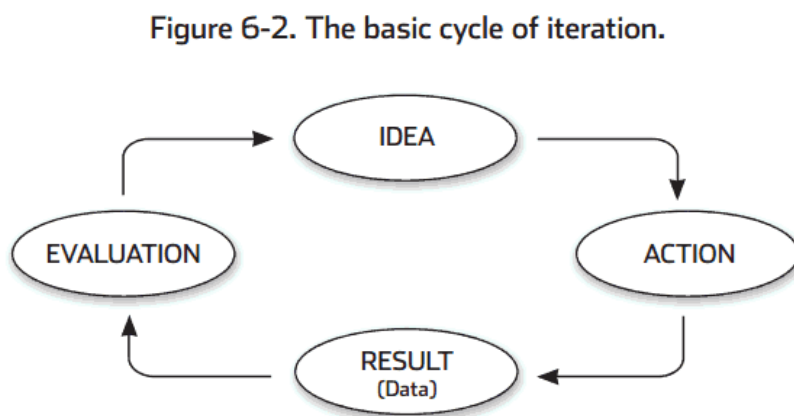 Figure 6-2. The basic cycle of iteration.
IDEA
EVALUATION
ACTION
RESULT
(Data)